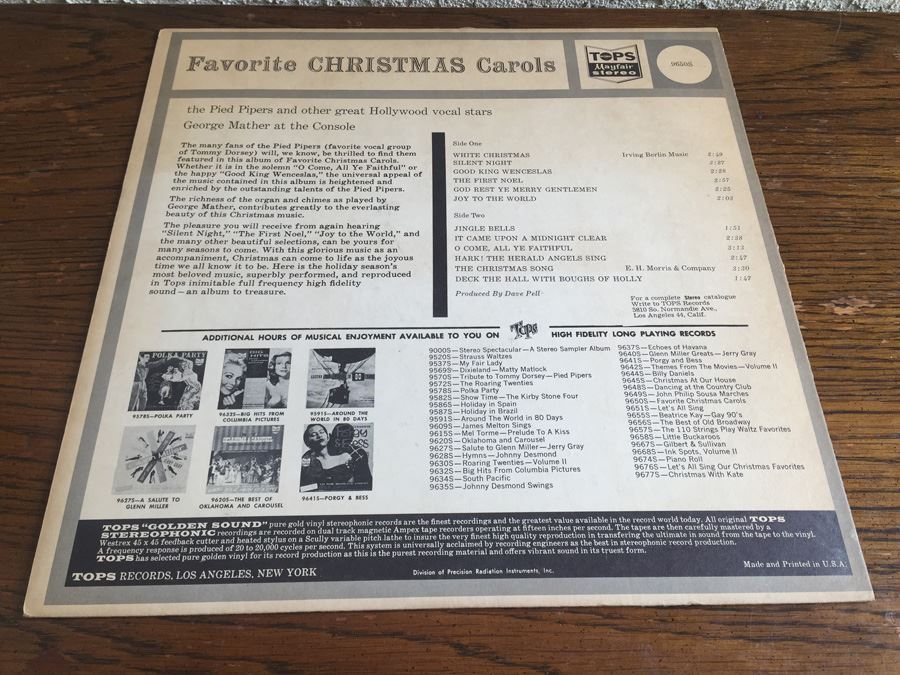 Favorite CHRISTMAS Carols
TOPS
Mayfair
stereo
9650S
the Pied Pipers and other great Hollywood vocal stars
George Mather at the Console
The many fans of the Pied Pipers (favorite vocal group
of Tommy Dorsey) will, we know, be thrilled to find them
featured in this album of Favorite Christmas Carols.
Whether it is in the solemn "O Come, All Ye Faithful" or
the happy "Good King Wenceslas," the universal appeal of
the music contained in this album is heightened and
enriched by the outstanding talents of the Pied Pipers.
The richness of the organ and chimes as played by
George Mather, contributes greatly to the everlasting
beauty of this Christmas music.
The pleasure you will receive from again hearing
"Silent Night," "The First Noel," "Joy to the World," and
the many other beautiful selections, can be yours for
many seasons to come. With this glorious music as an
accompaniment, Christmas can come to life as the joyous
time we all know it to be. Here is the holiday season's
most beloved music, superbly performed, and reproduced
in Tops inimitable full frequency high fidelity
sound—an album to treasure.
Side One
WHITE CHRISTMAS Irving Berlin Music 2:49
SILENT NIGHT 3:27
GOOD KING WENCESLAS 2:28
THE FIRST NOEL 2:57
GOD REST YE MERRY GENTLEMEN 2:25
JOY TO THE WORLD 2:03
Side Two
JINGLE BELLS 1:51
IT CAME UPON A MIDNIGHT CLEAR 2:38
O COME, ALL YE FAITHFUL 3:13
HARK! THE HERALD ANGELS SING 2:47
THE CHRISTMAS SONG E. H. Morris & Company 3:30
DECK THE HALL WITH BOUGHS OF HOLLY 1:47
Produced By Dave Pell
For a complete Stereo catalogue
Write to TOPS Records
5810 So. Normandie Ave.,
Los Angeles 44, Calif.
ADDITIONAL HOURS OF MUSICAL ENJOYMENT AVAILABLE TO YOU ON Tops HIGH FIDELITY LONG PLAYING RECORDS
POLKA PARTY
9578S—POLKA PARTY
9632S—BIG HITS FROM
COLUMBIA PICTURES
9591S—AROUND THE
WORLD IN 80 DAYS
9627S—A SALUTE TO
GLENN MILLER
OKLAHOMA & CAROUSEL
9620S—THE BEST OF
OKLAHOMA AND CAROUSEL
9641S—PORGY & BESS
9000S—Stereo Spectacular—A Stereo Sampler Album
9520S—Strauss Waltzes
9537S—My Fair Lady
9569S—Dixieland—Matty Matlock
9570S—Tribute to Tommy Dorsey—Pied Pipers
9572S—The Roaring Twenties
9578S—Polka Party
9582S—Show Time—The Kirby Stone Four
9586S—Holiday in Spain
9587S—Holiday in Brazil
9591S—Around The World in 80 Days
9609S—James Melton Sings
9615S—Mel Torme—Prelude To A Kiss
9620S—Oklahoma and Carousel
9627S—Salute to Glenn Miller—Jerry Gray
9628S—Hymns—Johnny Desmond
9630S—Roaring Twenties—Volume II
9632S—Big Hits From Columbia Pictures
9634S—South Pacific
9635S—Johnny Desmond Swings
9637S—Echoes of Havana
9640S—Glenn Miller Greats—Jerry Gray
9641S—Porgy and Bess
9642S—Themes From The Movies—Volume II
9644S—Billy Daniels
9645S—Christmas At Our House
9648S—Dancing at the Country Club
9649S—John Philip Sousa Marches
9650S—Favorite Christmas Carols
9651S—Let's All Sing
9655S—Beatrice Kay—Gay 90's
9656S—The Best of Old Broadway
9657S—The 110 Strings Play Waltz Favorites
9658S—Little Buckaroos
9667S—Gilbert & Sullivan
9668S—Ink Spots, Volume II
9674S—Piano Roll
9676S—Let's All Sing Our Christmas Favorites
9677S—Christmas With Kate
TOPS "GOLDEN SOUND" pure gold vinyl stereophonic records are the finest recordings and the greatest value available in the record world today. All original TOPS
STEREOPHONIC recordings are recorded on dual track magnetic Ampex tape recorders operating at fifteen inches per second. The tapes are then carefully mastered by a
Westrex 45 x 45 feedback cutter and heated stylus on a Scully variable pitch lathe to insure the very finest high quality reproduction in transfering the ultimate in sound from the tape to the vinyl.
A frequency response is produced of 20 to 20,000 cycles per second. This system is universally acclaimed by recording engineers as the best in stereophonic record production.
TOPS has selected pure golden vinyl for its record production as this is the purest recording material and offers vibrant sound in its truest form.
TOPS RECORDS, LOS ANGELES, NEW YORK
Division of Precision Radiation Instruments, Inc.
Made and Printed in U.S.A.